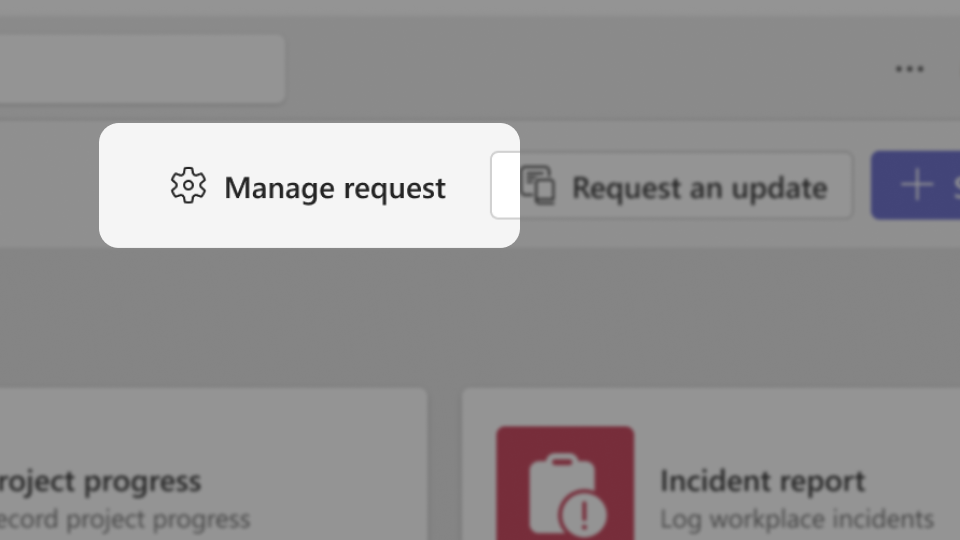 Manage request
Request an update
roject progress
Incident report
ecord project progress
Log workplace incidents